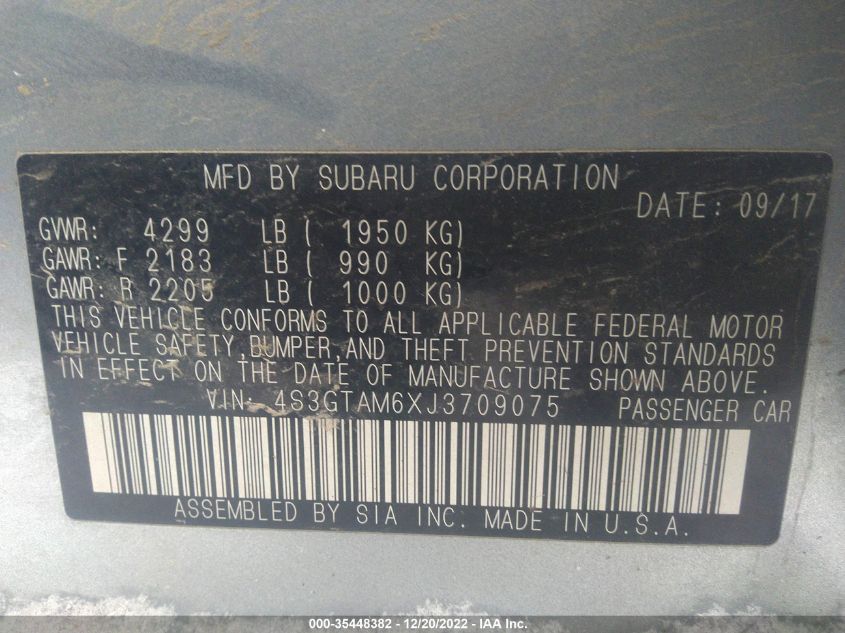 MFD BY SUBARU CORPORATION
DATE: 09/17
GVWR: 4299 LB ( 1950 KG)
GAWR: F 2183 LB ( 990 KG)
GAWR: R 2205 LB ( 1000 KG)
THIS VEHICLE CONFORMS TO ALL APPLICABLE FEDERAL MOTOR
VEHICLE SAFETY,BUMPER,AND THEFT PREVENTION STANDARDS
IN EFFECT ON THE DATE OF MANUFACTURE SHOWN ABOVE.
VIN: 4S3GTAM6XJ3709075 PASSENGER CAR
ASSEMBLED BY SIA INC. MADE IN U.S.A.
000-35448382 - 12/20/2022 - IAA Inc.